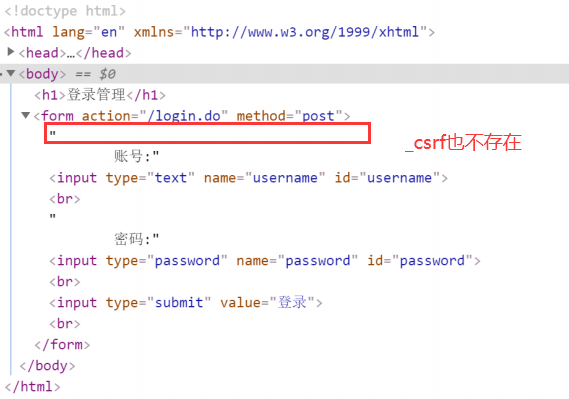 <!doctype html>
<html lang="en" xmlns="http://www.w3.org/1999/xhtml">
<head>…</head>
<body> == $0
<h1>登录管理</h1>
<form action="/login.do" method="post">
"
_csrf也不存在
账号:"
<input type="text" name="username" id="username">
<br>
"
密码:"
<input type="password" name="password" id="password">
<br>
<input type="submit" value="登录">
<br>
</form>
</body>
</html>